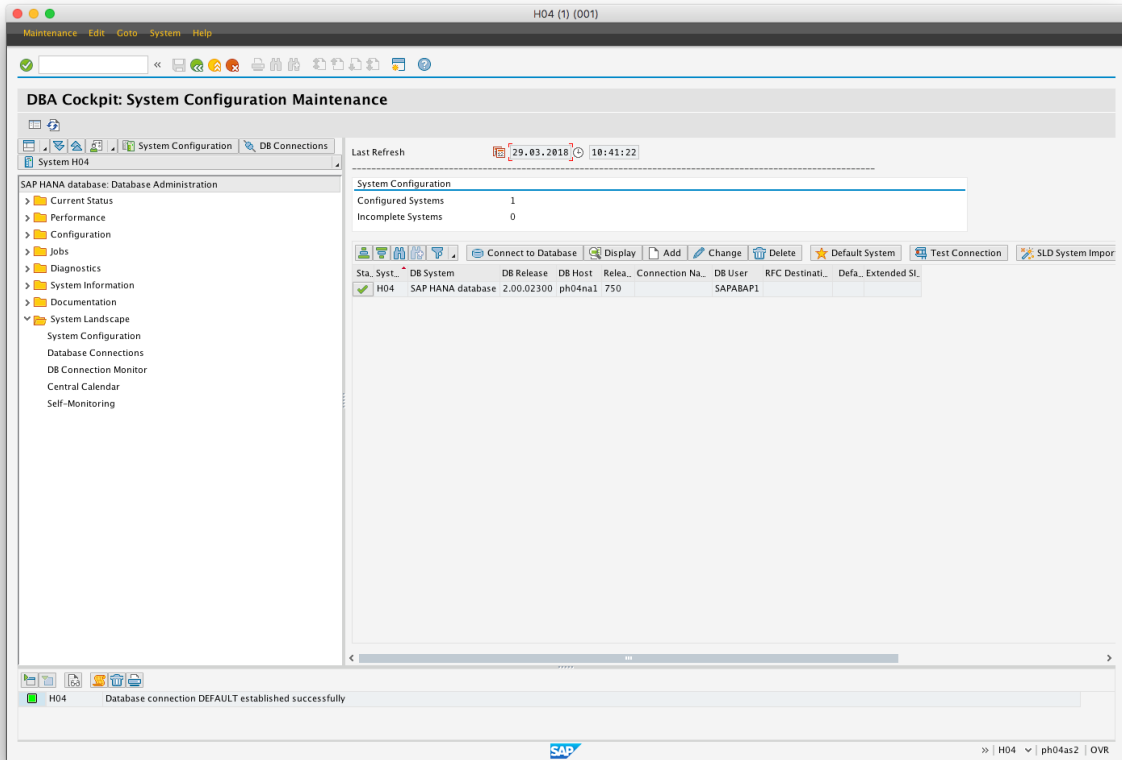 H04 (1) (001)
Maintenance Edit Goto System Help
«
DBA Cockpit: System Configuration Maintenance
System Configuration DB Connections
System H04
SAP HANA database: Database Administration
Current Status
Performance
Configuration
Jobs
Diagnostics
System Information
Documentation
System Landscape
System Configuration
Database Connections
DB Connection Monitor
Central Calendar
Self-Monitoring
Last Refresh 29.03.2018 10:41:22
System Configuration
Configured Systems 1
Incomplete Systems 0
Connect to Database Display Add Change Delete Default System Test Connection SLD System Impor
Sta.. Syst... DB System DB Release DB Host Relea... Connection Na... DB User RFC Destinati... Defa... Extended SI...
H04 SAP HANA database 2.00.02300 ph04na1 750 SAPABAP1
H04 Database connection DEFAULT established successfully
SAP
» H04 ph04as2 OVR